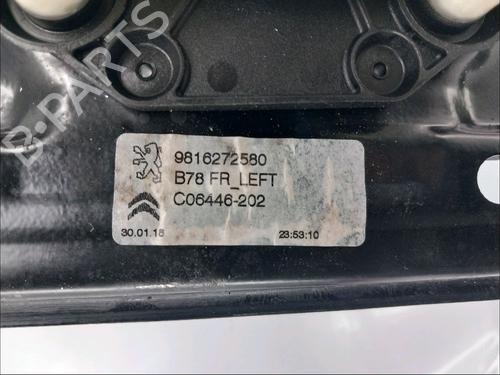 B-PARTS
9816272580
B78 FR_LEFT
C06446-202
30.01.18 23:53:10